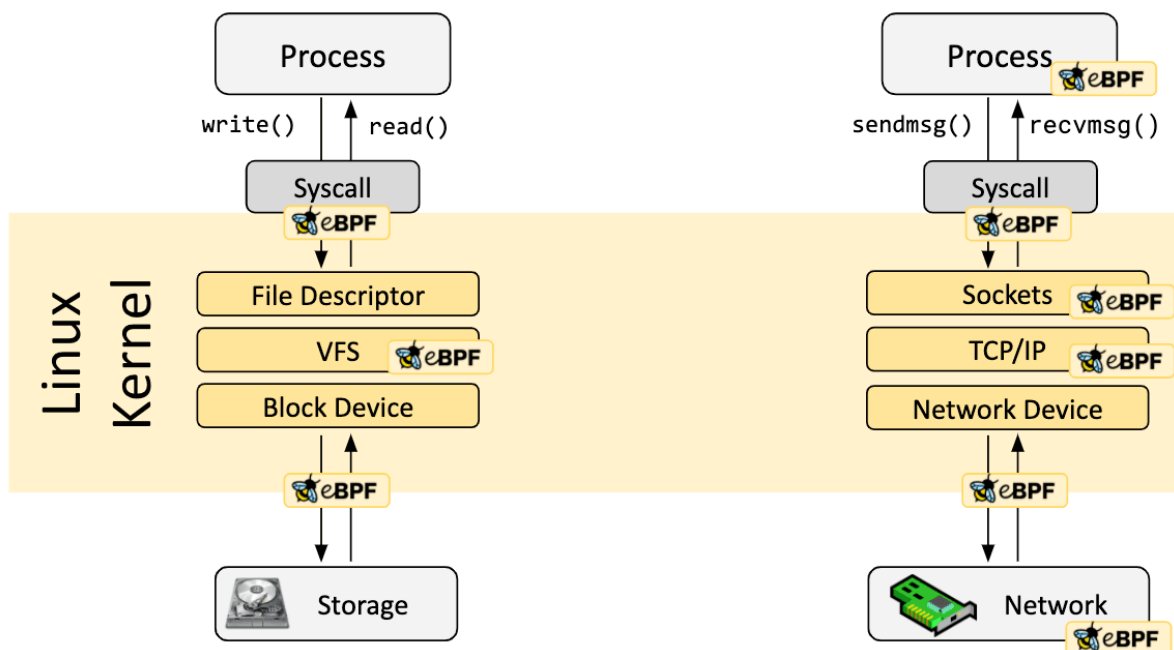 Process
write()
read()
Syscall
eBPF
File Descriptor
VFS
eBPF
Block Device
eBPF
Storage
Linux
Kernel
Process
eBPF
sendmsg()
recvmsg()
Syscall
eBPF
Sockets
eBPF
TCP/IP
eBPF
Network Device
eBPF
Network
eBPF